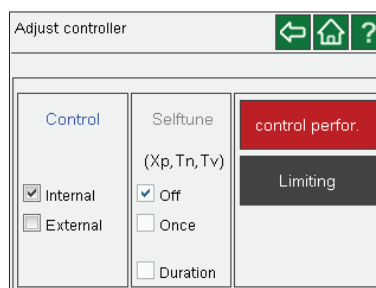 Adjust controller
?
Control
Internal
External
Selftune
(Xp,Tn,Tv)
Off
Once
Duration
control perfor.
Limiting